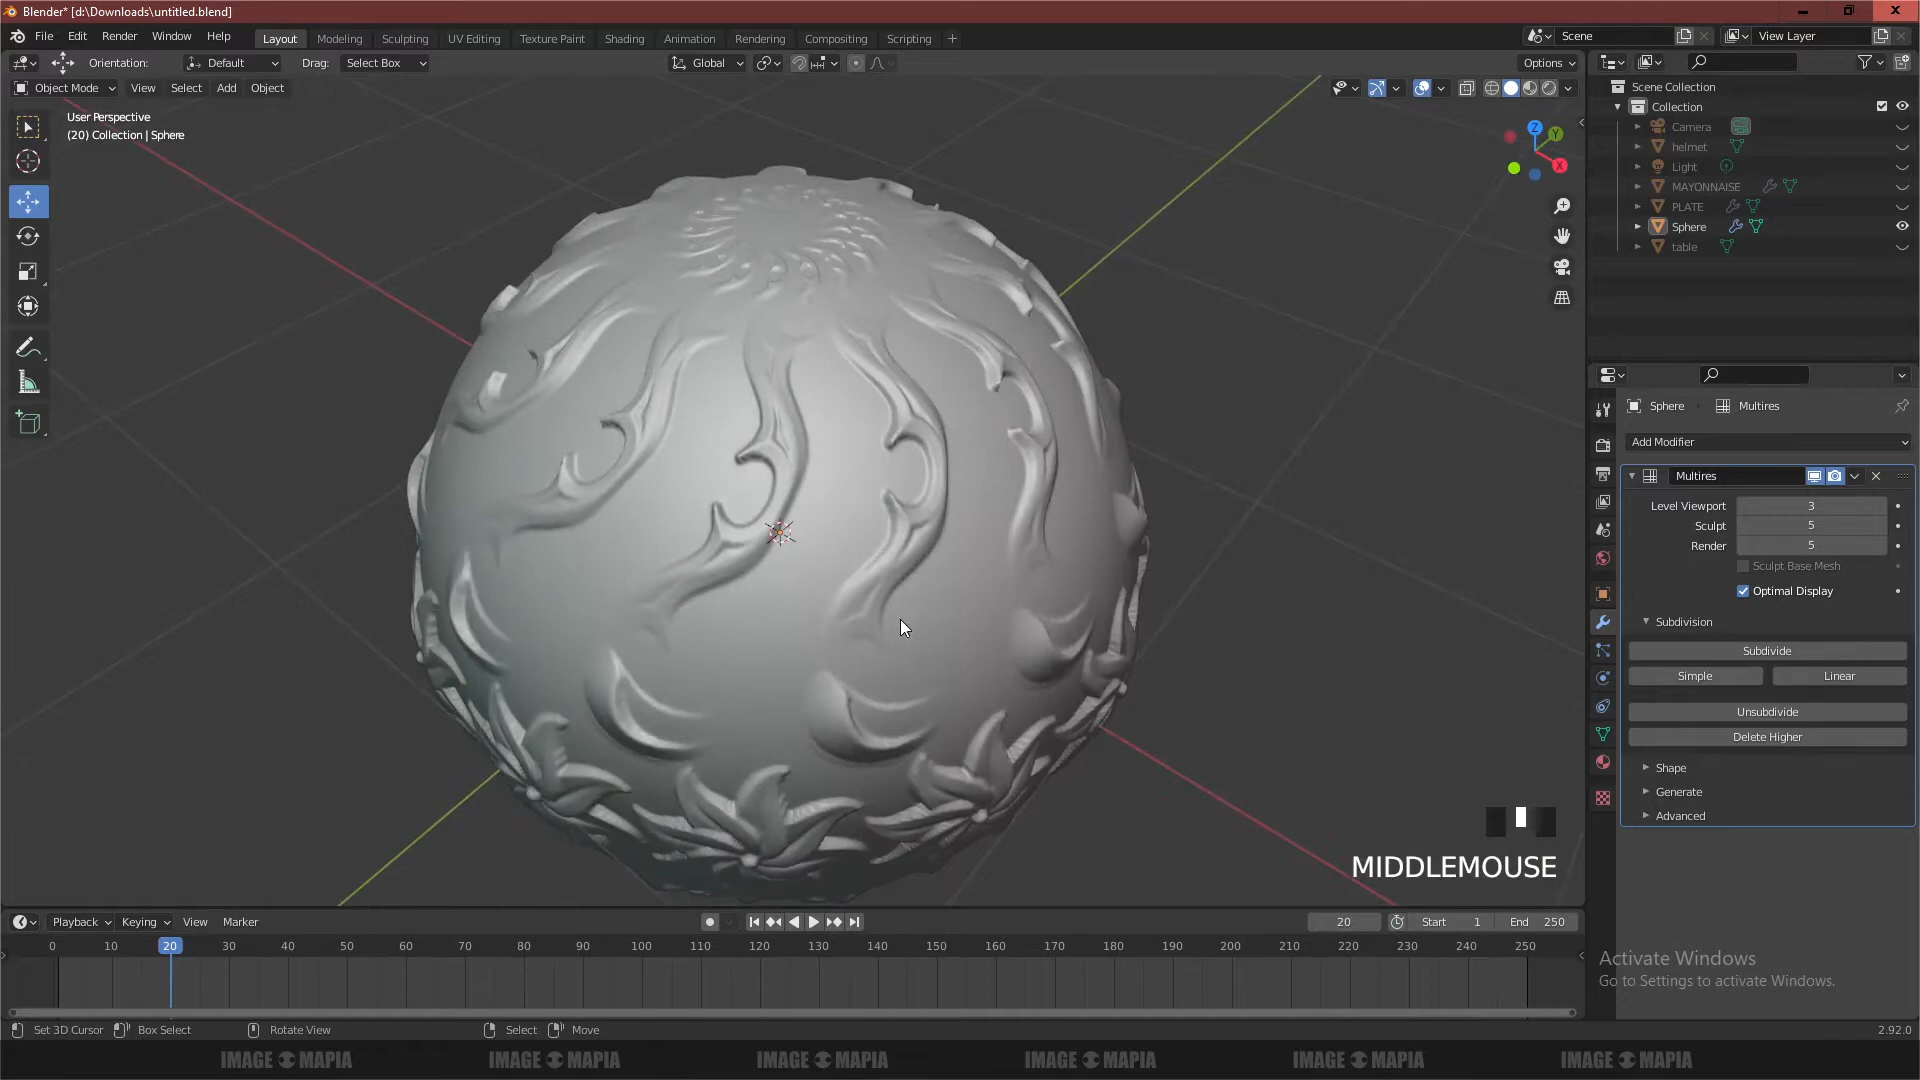 Blender* [d:\Downloads\untitled.blend]
File Edit Render Window Help Layout Modeling Sculpting UV Editing Texture Paint Shading Animation Rendering Compositing Scripting + Scene View Layer
Orientation: Default Drag: Select Box Global Options
Object Mode View Select Add Object
User Perspective
(20) Collection | Sphere
Z
Y
X
Scene Collection
Collection
Camera
helmet
Light
MAYONNAISE
PLATE
Sphere
table
Sphere Multires
Add Modifier
Multires
Level Viewport 3
Sculpt 5
Render 5
Sculpt Base Mesh
Optimal Display
Subdivision
Subdivide
Simple Linear
Unsubdivide
Delete Higher
Shape
Generate
Advanced
MIDDLEMOUSE
Playback Keying View Marker 20 Start 1 End 250
0 10 20 30 40 50 60 70 80 90 100 110 120 130 140 150 160 170 180 190 200 210 220 230 240 250
Activate Windows
Go to Settings to activate Windows.
Set 3D Cursor Box Select Rotate View Select Move 2.92.0
IMAGE MAPIA IMAGE MAPIA IMAGE MAPIA IMAGE MAPIA IMAGE MAPIA IMAGE MAPIA